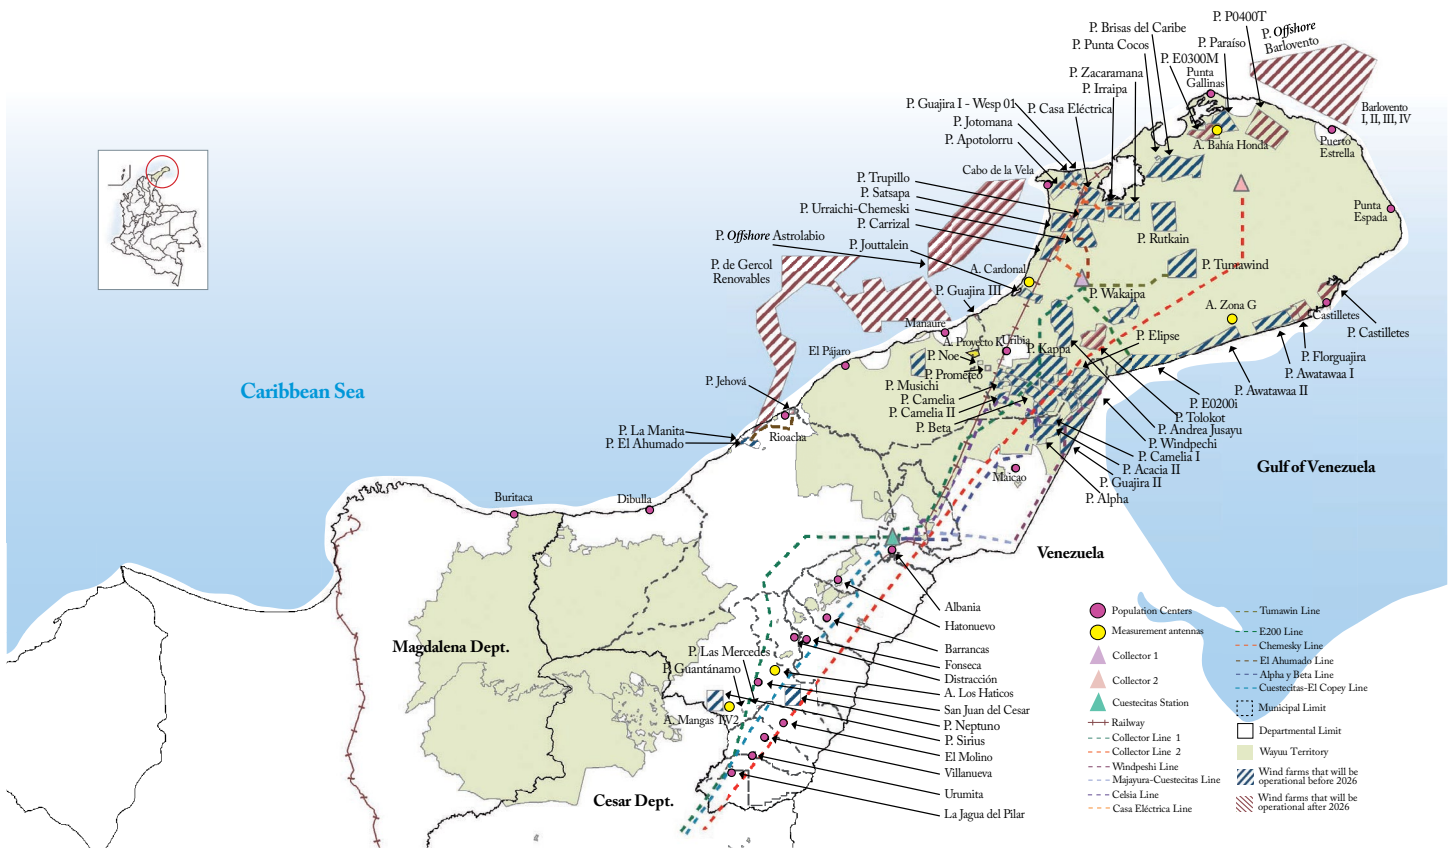 P. P0400T
P. Brisas del Caribe
P. Offshore
Barlovento
P. Punta Cocos
P. Paraíso
P. E0300M
P. Zacaramana
Punta
Gallinas
P. Irraipa
P. Guajira I - Wesp 01
P. Casa Eléctrica
Barlovento
I, II, III, IV
P. Jotomana
P. Apotolorru
A. Bahía Honda
Puerto
Estrella
Cabo de la Vela
P. Trupillo
P. Satsapa
P. Urraichi-Chemeski
P. Carrizal
Punta
Espada
P. Offshore Astrolabio
P. Jouttalein
P. Rutkain
P. de Gercol
Renovables
A. Cardonal
P. Tumawind
P. Guajira III
P. Wakaipa
A. Zona G
Castilletes
P. Castilletes
Manaure
A. Proyecto K
Uribia
P. Kappa
P. Elipse
El Pájaro
P. Noe
P. Florguajira
P. Prometeo
P. Awatawaa I
P. Jehová
P. Musichi
P. Awatawaa II
Caribbean Sea
P. Camelia
P. E0200i
P. Camelia II
P. Tolokot
P. Beta
P. Andrea Jusayu
P. La Manita
P. El Ahumado
Rioacha
P. Windpechi
P. Camelia I
P. Acacia II
Gulf of Venezuela
Maicao
P. Guajira II
P. Alpha
Buritaca
Dibulla
Venezuela
Albania
Hatonuevo
Barrancas
Fonseca
Distracción
A. Los Haticos
San Juan del Cesar
P. Neptuno
P. Sirius
El Molino
Villanueva
Urumita
La Jagua del Pilar
Magdalena Dept.
P. Las Mercedes
P. Guantánamo
A. Mangas TW2
Cesar Dept.
Population Centers
Measurement antennas
Collector 1
Collector 2
Cuestecitas Station
Railway
Collector Line 1
Collector Line 2
Windpeshi Line
Majayura-Cuestecitas Line
Celsia Line
Casa Eléctrica Line
Tumawin Line
E200 Line
Chemesky Line
El Ahumado Line
Alpha y Beta Line
Cuestecitas-El Copey Line
Municipal Limit
Departmental Limit
Wayuu Territory
Wind farms that will be
operational before 2026
Wind farms that will be
operational after 2026